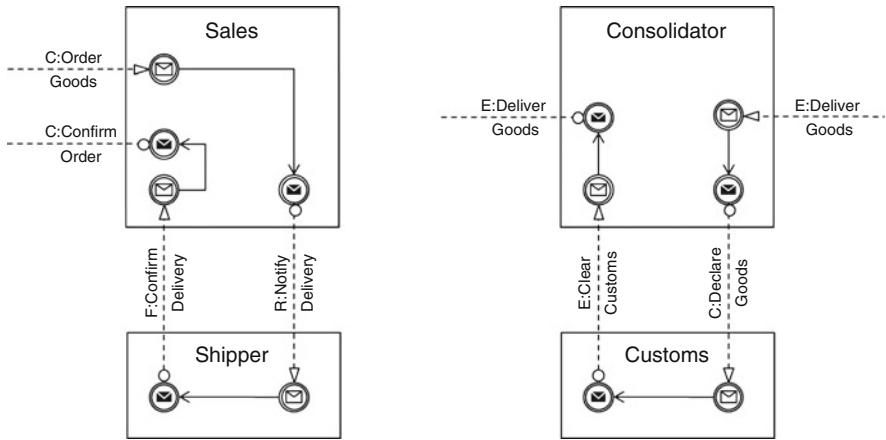 Sales
C:Order
Goods
C:Confirm
Order
F:Confirm
Delivery
R:Notify
Delivery
Shipper
Consolidator
E:Deliver
Goods
E:Deliver
Goods
E:Clear
Customs
C:Declare
Goods
Customs